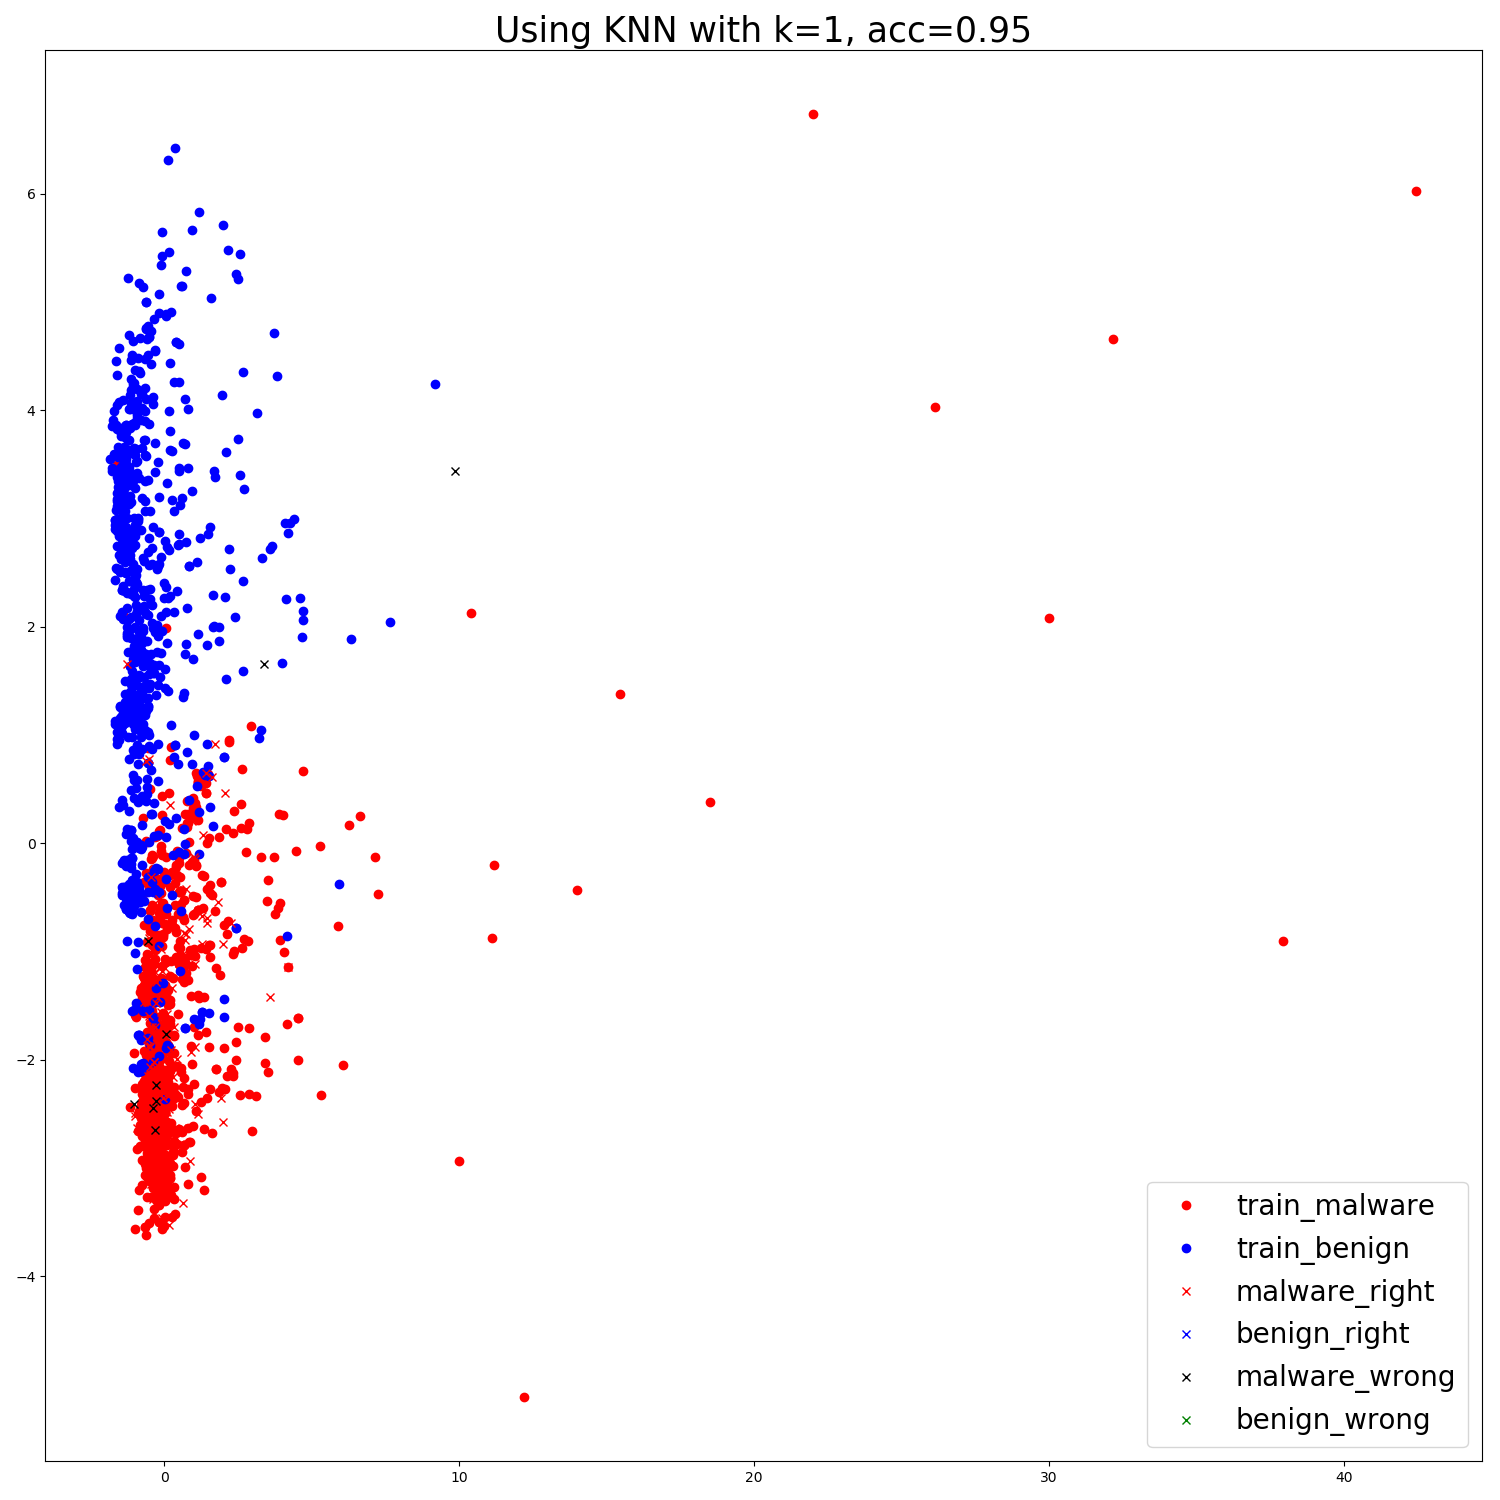 Using KNN with k=1, acc=0.95
6
4
2
0
−2
−4
0 10 20 30 40
train_malware
train_benign
malware_right
benign_right
malware_wrong
benign_wrong